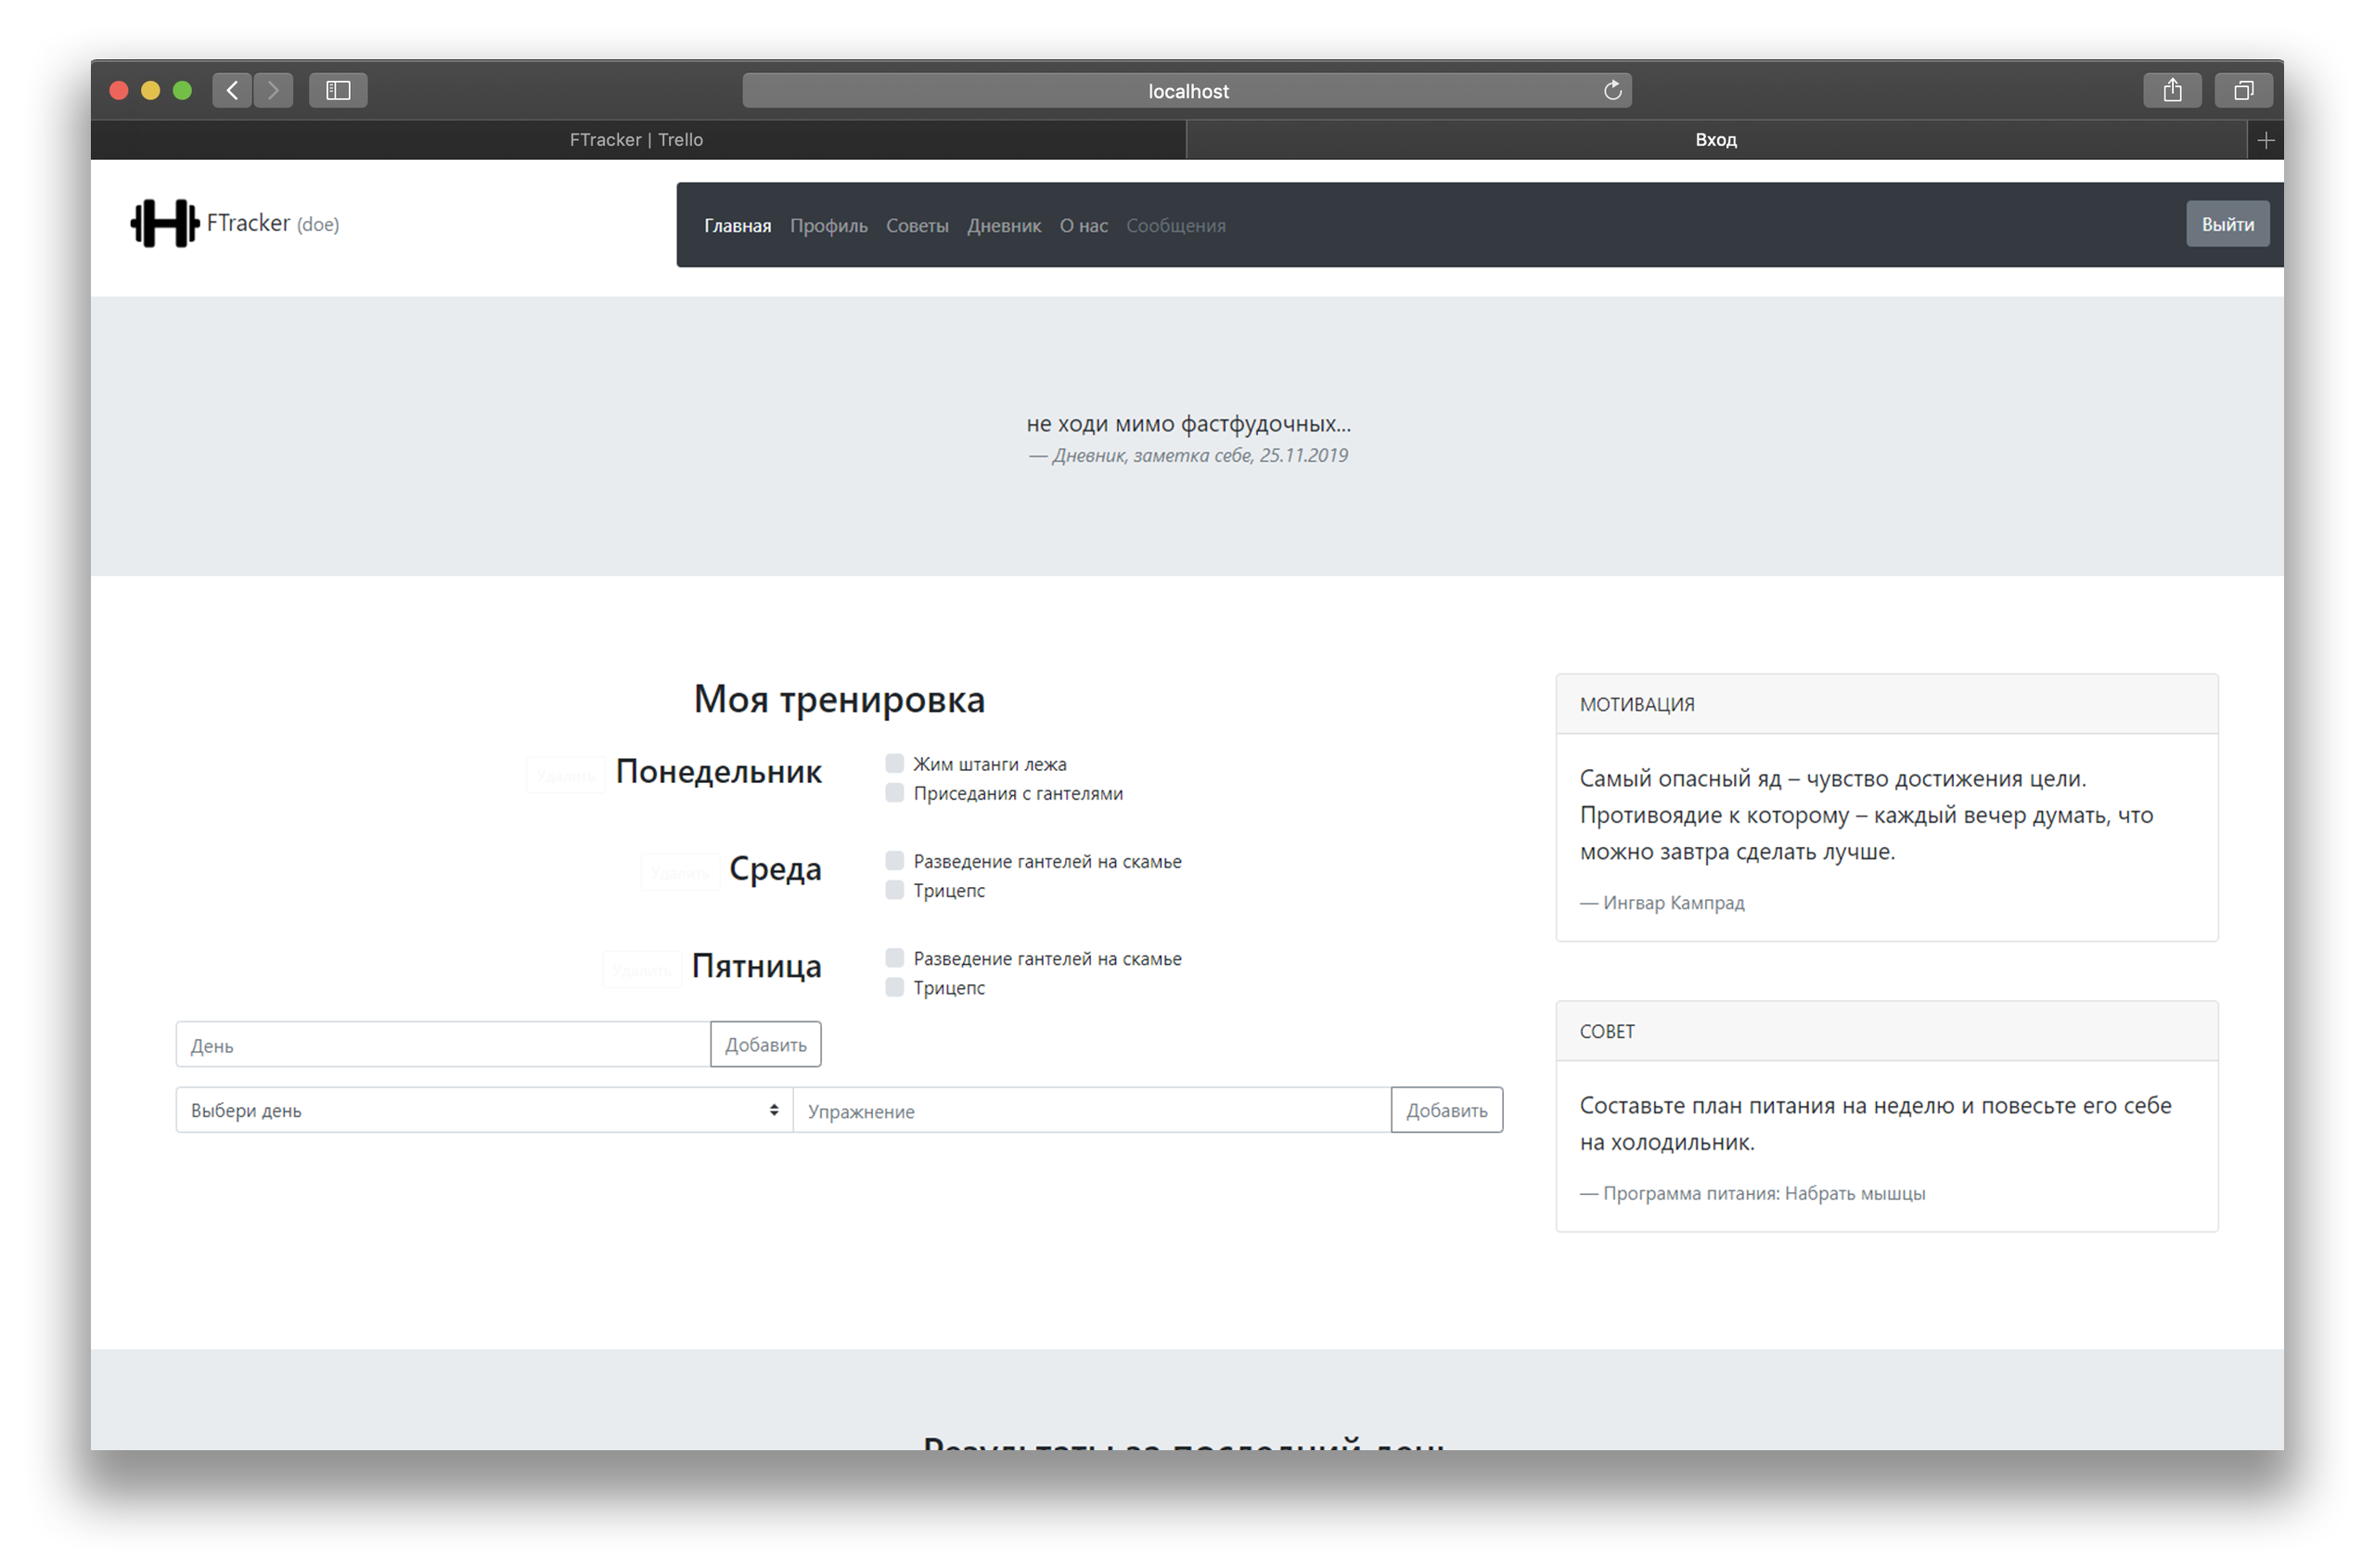 localhost
FTracker | Trello
Вход
FTracker (doe)
Главная Профиль Советы Дневник О нас Сообщения
Выйти
не ходи мимо фастфудочных...
— Дневник, заметка себе, 25.11.2019
Моя тренировка
Удалить Понедельник
Жим штанги лежа
Приседания с гантелями
Удалить Среда
Разведение гантелей на скамье
Трицепс
Удалить Пятница
Разведение гантелей на скамье
Трицепс
День Добавить
Выбери день Упражнение Добавить
МОТИВАЦИЯ
Самый опасный яд – чувство достижения цели.
Противоядие к которому – каждый вечер думать, что
можно завтра сделать лучше.
— Ингвар Кампрад
СОВЕТ
Составьте план питания на неделю и повесьте его себе
на холодильник.
— Программа питания: Набрать мышцы
Результаты за последний день